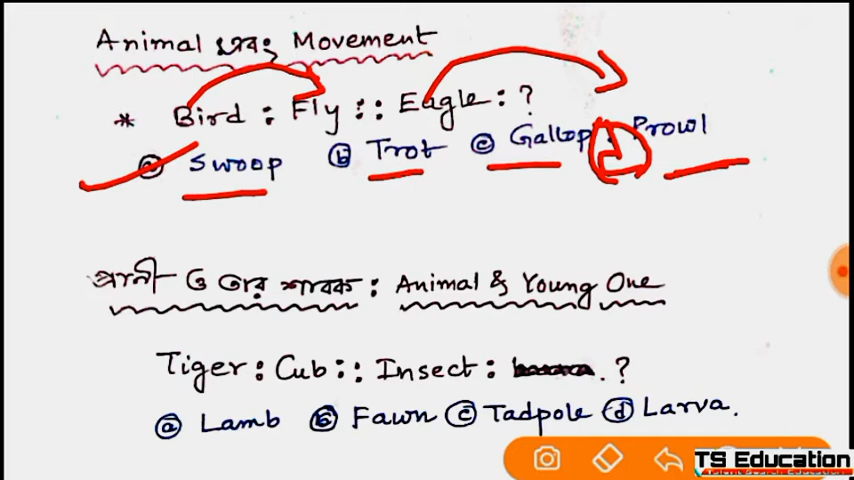 Animal এবং Movement
* Bird : Fly :: Eagle : ?
ⓐ Swoop ⓑ Trot ⓒ Gallop ⓓ Prowl
প্রাণী ও তার শাবক : Animal & Young One
Tiger : Cub :: Insect : ?
ⓐ Lamb ⓑ Fawn ⓒ Tadpole ⓓ Larva.
TS Education